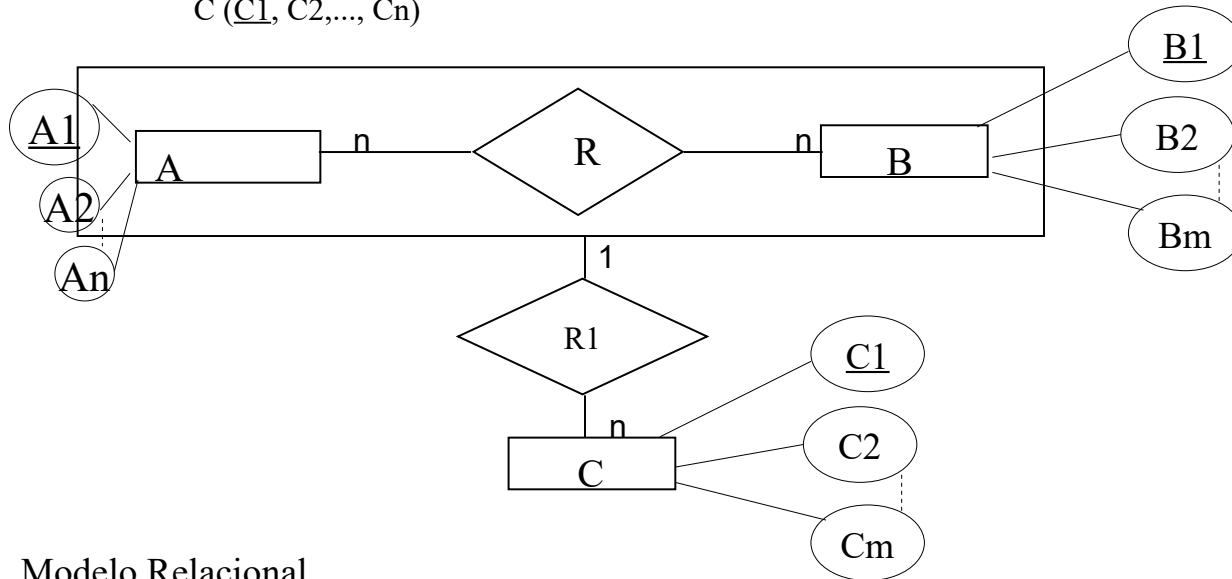 C (C1, C2,..., Cn)
B1
A1
A
n
R
n
B
B2
A2
Bm
An
1
R1
C1
n
C2
C
Cm
Modelo Relacional